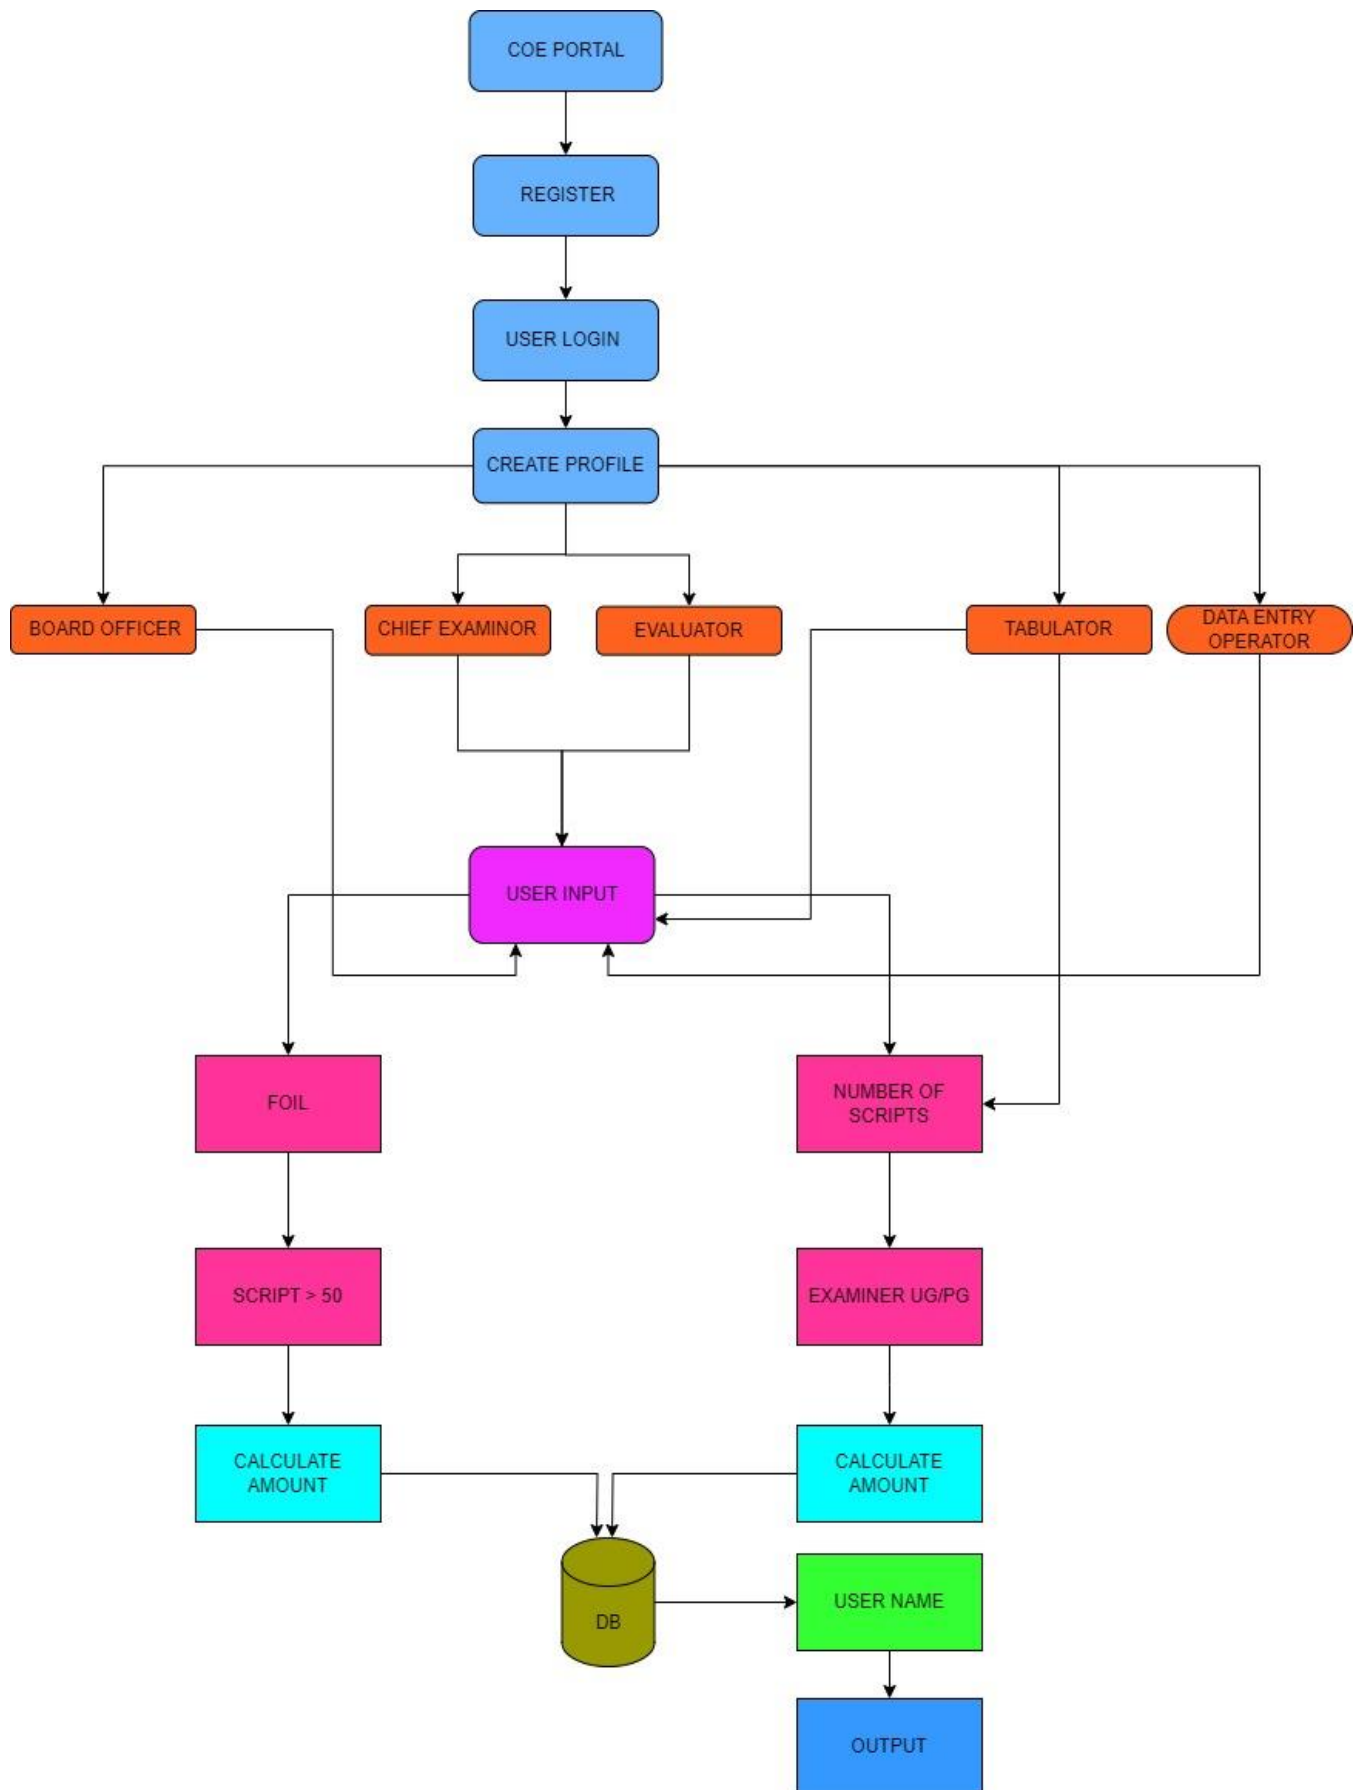 COE PORTAL
REGISTER
USER LOGIN
CREATE PROFILE
BOARD OFFICER
CHIEF EXAMINOR
EVALUATOR
TABULATOR
DATA ENTRY
OPERATOR
USER INPUT
FOIL
NUMBER OF
SCRIPTS
SCRIPT > 50
EXAMINER UG/PG
CALCULATE
AMOUNT
CALCULATE
AMOUNT
DB
USER NAME
OUTPUT